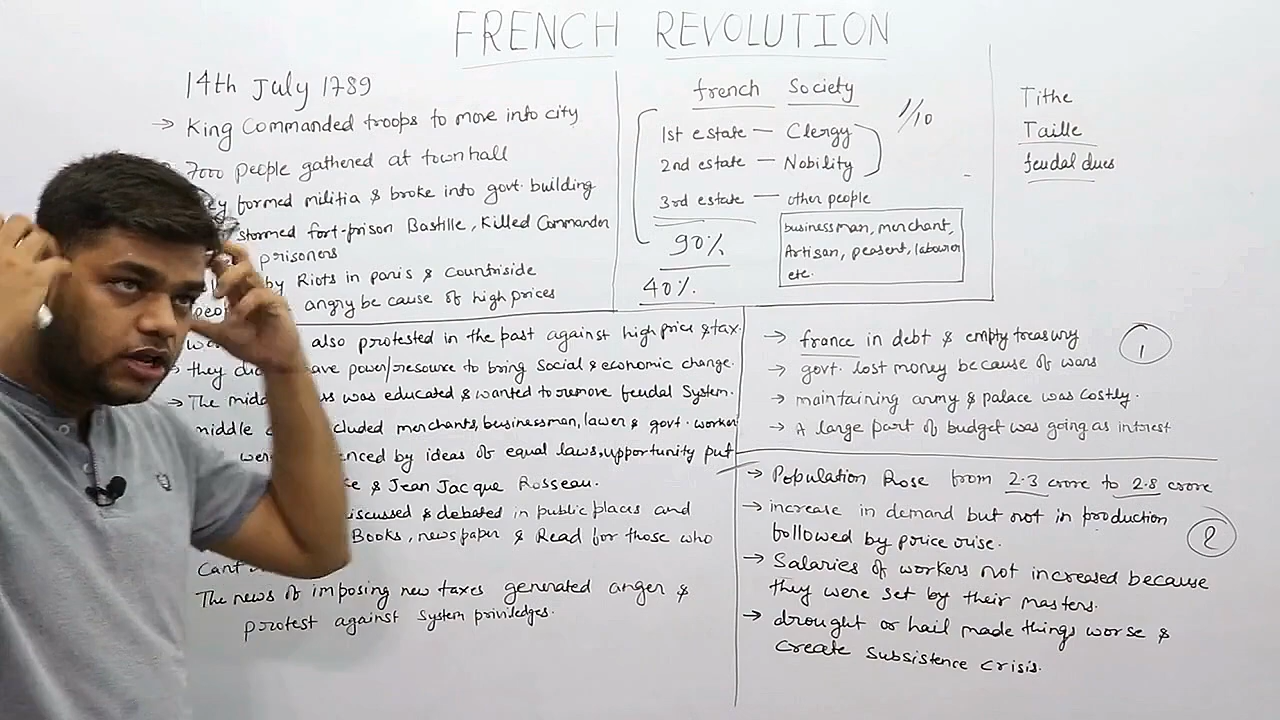 FRENCH REVOLUTION
14th July 1789
→ King Commanded troops to move into city
7000 people gathered at townhall
formed militia & broke into govt. building
stormed fort-prison Bastille, Killed Commander
prisoners
by Riots in paris & countriside
angry be cause of high prices
french Society
1st estate — Clergy
2nd estate — Nobility
1/10
3rd estate — other people
90%
40%
businessman, merchant,
Artisan, peasent, labourer
etc.
Tithe
Taille
feudal dues
also protested in the past against high price & tax.
→ they power/resource to bring social & economic change.
→ The was educated & wanted to remove feudal System.
middle merchants, businessman, lawer & govt. worker
by ideas of equal laws, upportunity put
& Jean Jacque Rosseau.
& debated in public places and
Books, newspaper & Read for those who
Cant
The news of imposing new taxes generated anger &
protest against system priviledges.
→ france in debt & empty treasury
→ govt. lost money because of wars
→ maintaining army & palace was costly.
→ A large part of budget was going as interest
1
→ Population Rose from 2.3 crore to 2.8 crore
→ increase in demand but not in production
followed by price rise.
→ Salaries of workers not increased because
they were set by their masters.
→ drought or hail made things worse &
create subsistence crisis.
2